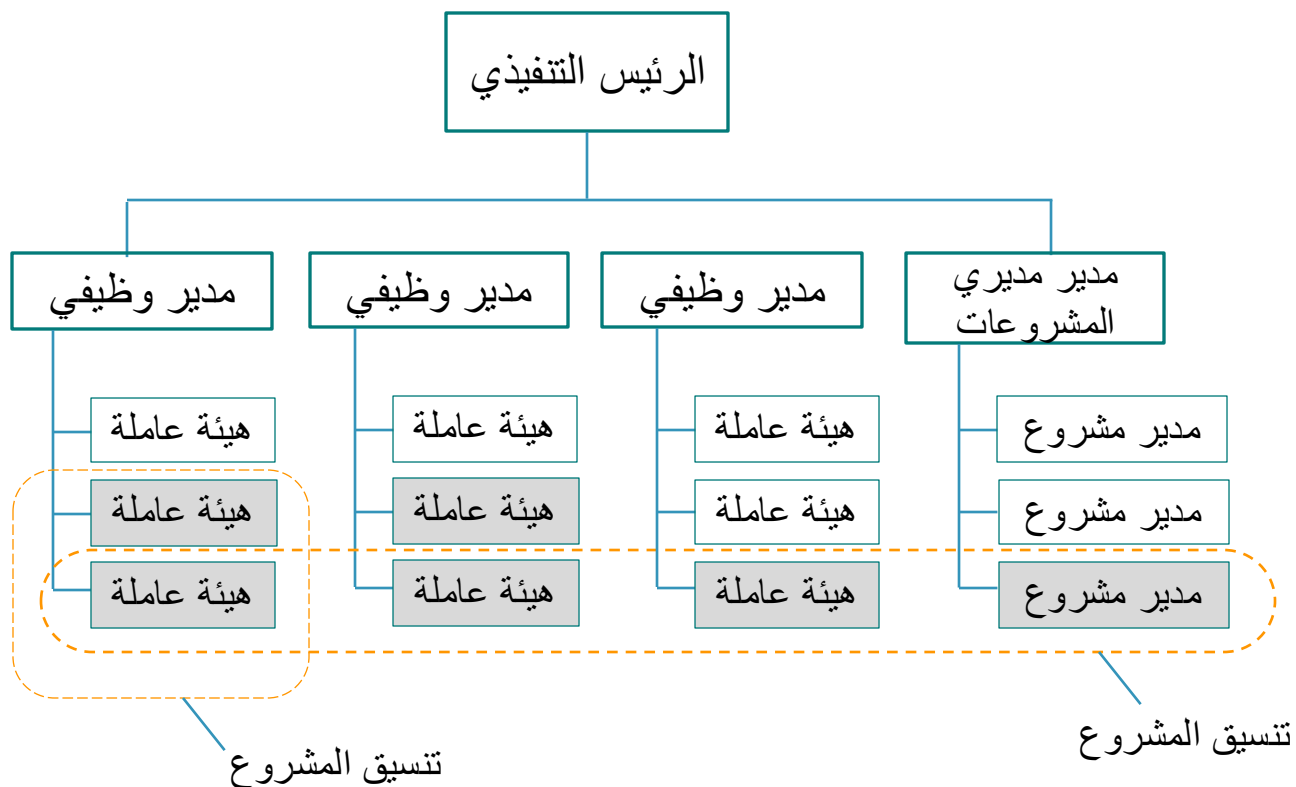 الرئيس التنفيذي
مدير مديري
المشروعات
مدير وظيفي
مدير وظيفي
مدير وظيفي
مدير مشروع
هيئة عاملة
هيئة عاملة
هيئة عاملة
مدير مشروع
هيئة عاملة
هيئة عاملة
هيئة عاملة
مدير مشروع
هيئة عاملة
هيئة عاملة
هيئة عاملة
تنسيق المشروع
تنسيق المشروع